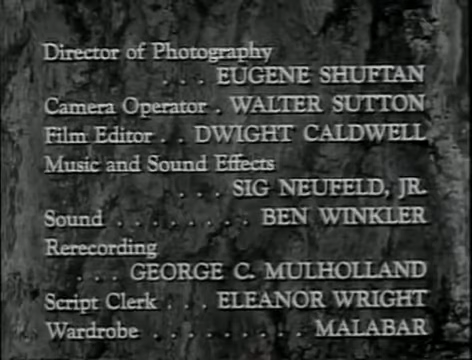 Director of Photography
. . . EUGENE SHUFTAN
Camera Operator . WALTER SUTTON
Film Editor . . DWIGHT CALDWELL
Music and Sound Effects
. . . SIG NEUFELD, JR.
Sound . . . . . . . . BEN WINKLER
Rerecording
. . . GEORGE C. MULHOLLAND
Script Clerk . . . ELEANOR WRIGHT
Wardrobe . . . . . . . . . MALABAR